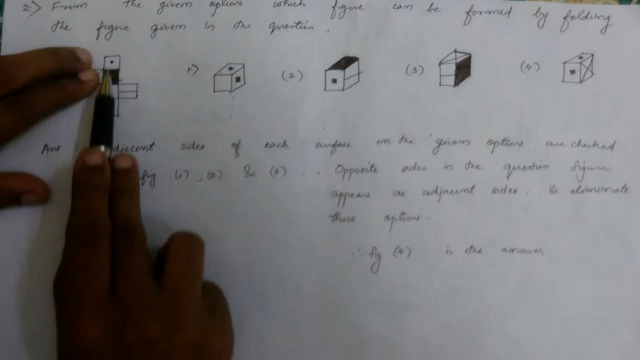 2) From the given options which figure can be formed by folding
the figure given in the question.
1) (2) (3) (4)
Ans adjacent sides of each surface in the given options are checked
fig (1), (2) & (3) . . Opposite sides in the question figure
appears as adjacent sides. & eliminate
these options.
∴ fig (4) is the answer